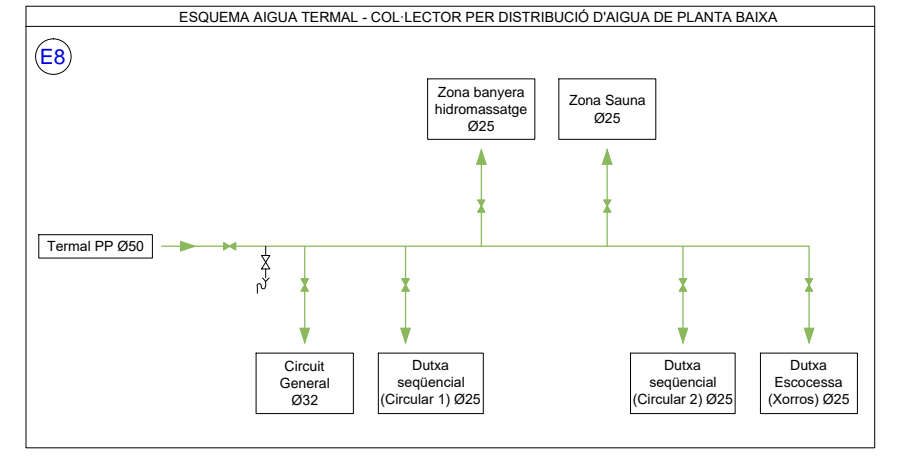 ESQUEMA AIGUA TERMAL - COL·LECTOR PER DISTRIBUCIÓ D'AIGUA DE PLANTA BAIXA
E8
Zona banyera
hidromassatge
Ø25
Zona Sauna
Ø25
Termal PP Ø50
Circuit
General
Ø32
Dutxa
seqüencial
(Circular 1) Ø25
Dutxa
seqüencial
(Circular 2) Ø25
Dutxa
Escocessa
(Xorros) Ø25